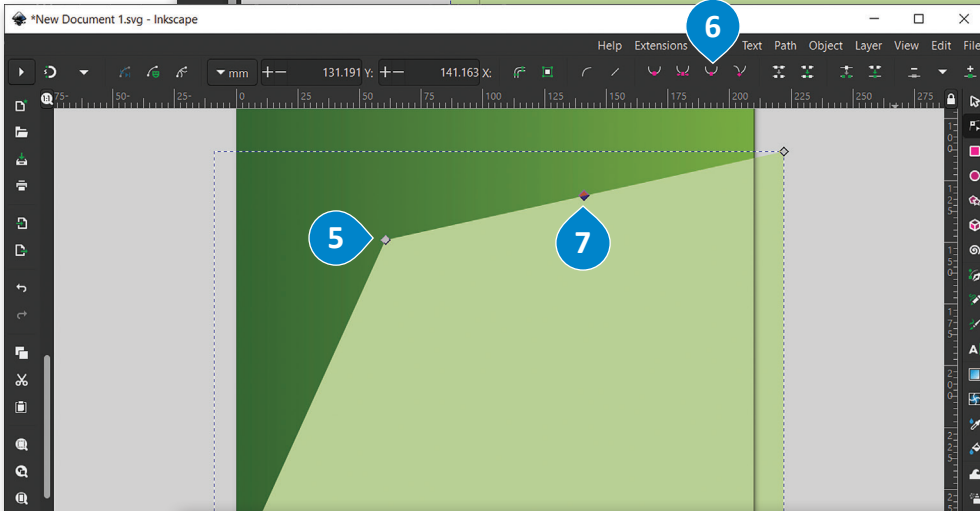 *New Document 1.svg - Inkscape
6
Help Extensions Text Path Object Layer View Edit File
mm 131.191 Y: 141.163 X:
75- 50- 25- 0 25 50 75 100 125 150 175 200 225 250 275
5
7